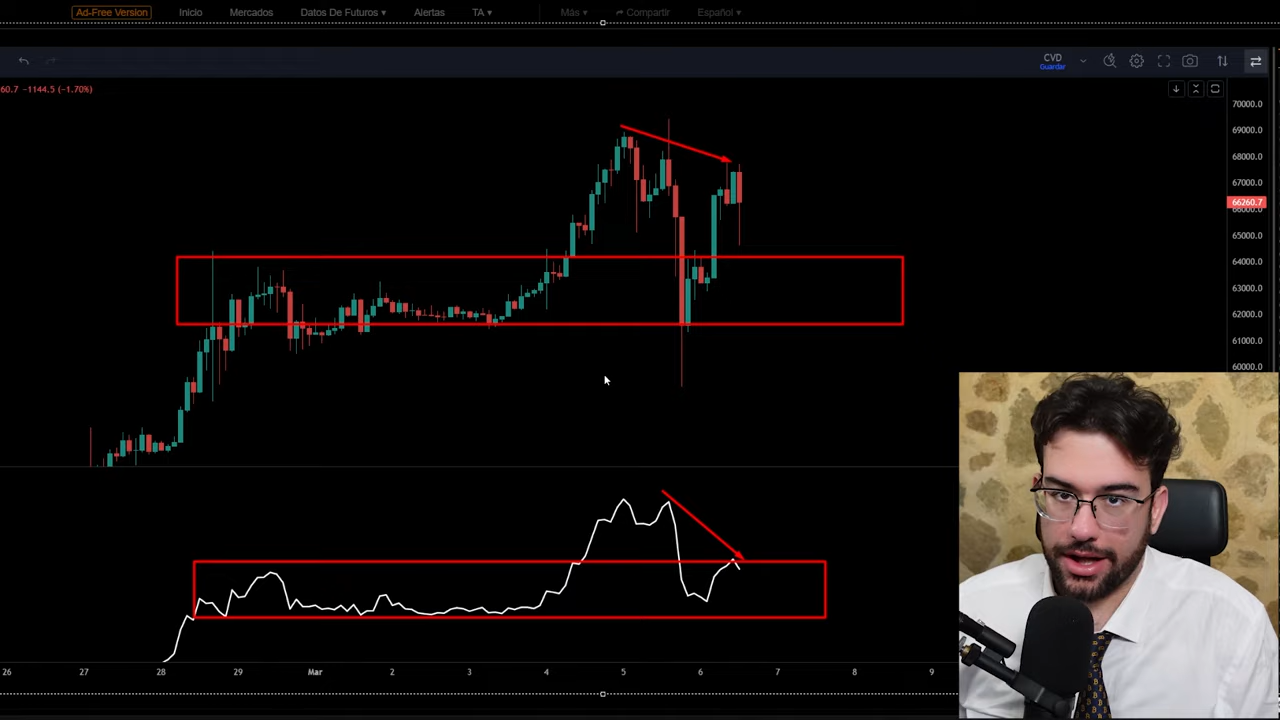 Ad-Free Version Inicio Mercados Datos De Futuros ▾ Alertas TA ▾ Más ▾ Compartir Español ▾
CVD
Guardar
60.7 −1144.5 (−1.70%)
70000.0
69000.0
68000.0
67000.0
66260.7
66000.0
65000.0
64000.0
63000.0
62000.0
61000.0
60000.0
26 27 28 29 Mar 2 3 4 5 6 7 8 9